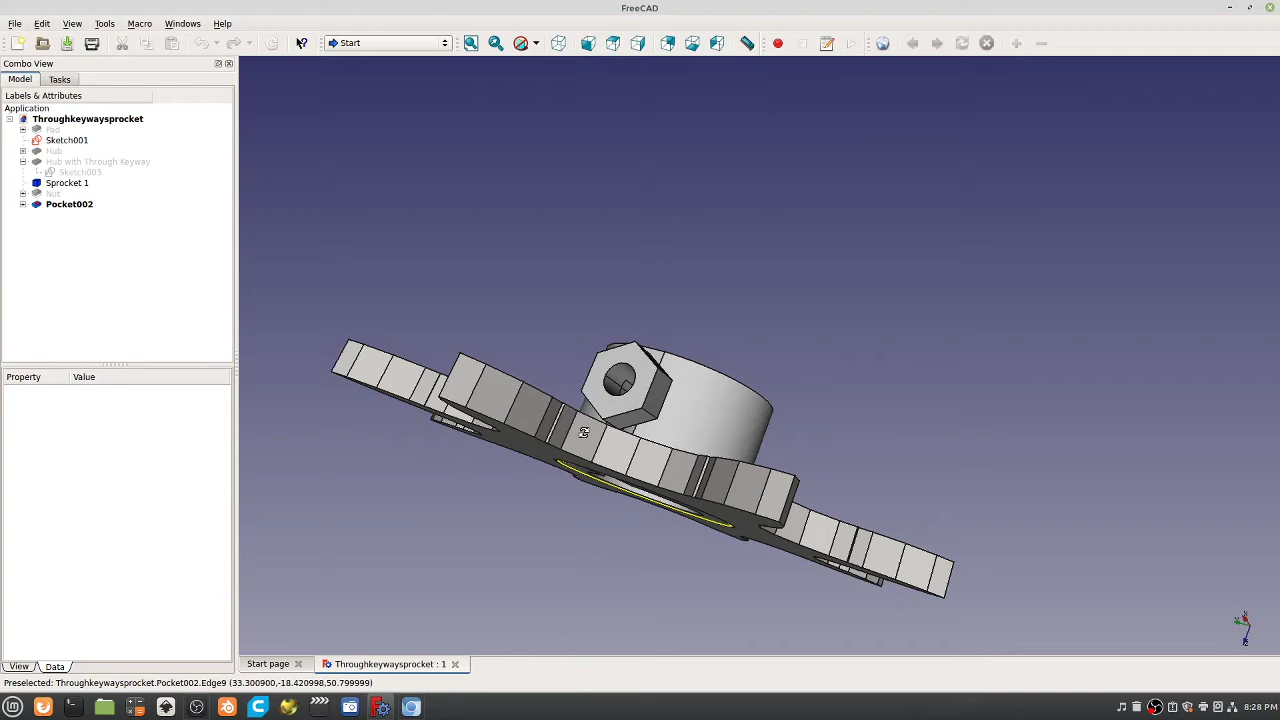 FreeCAD
File Edit View Tools Macro Windows Help
Start
Combo View
Model Tasks
Labels & Attributes
Application
Throughkeywaysprocket
Pad
Sketch001
Hub
Hub with Through Keyway
Sketch003
Sprocket 1
Nut
Pocket002
Property Value
View Data
Start page Throughkeywaysprocket : 1
Preselected: Throughkeywaysprocket.Pocket002.Edge9 (33.300900,-18.420998,50.799999)
8:28 PM